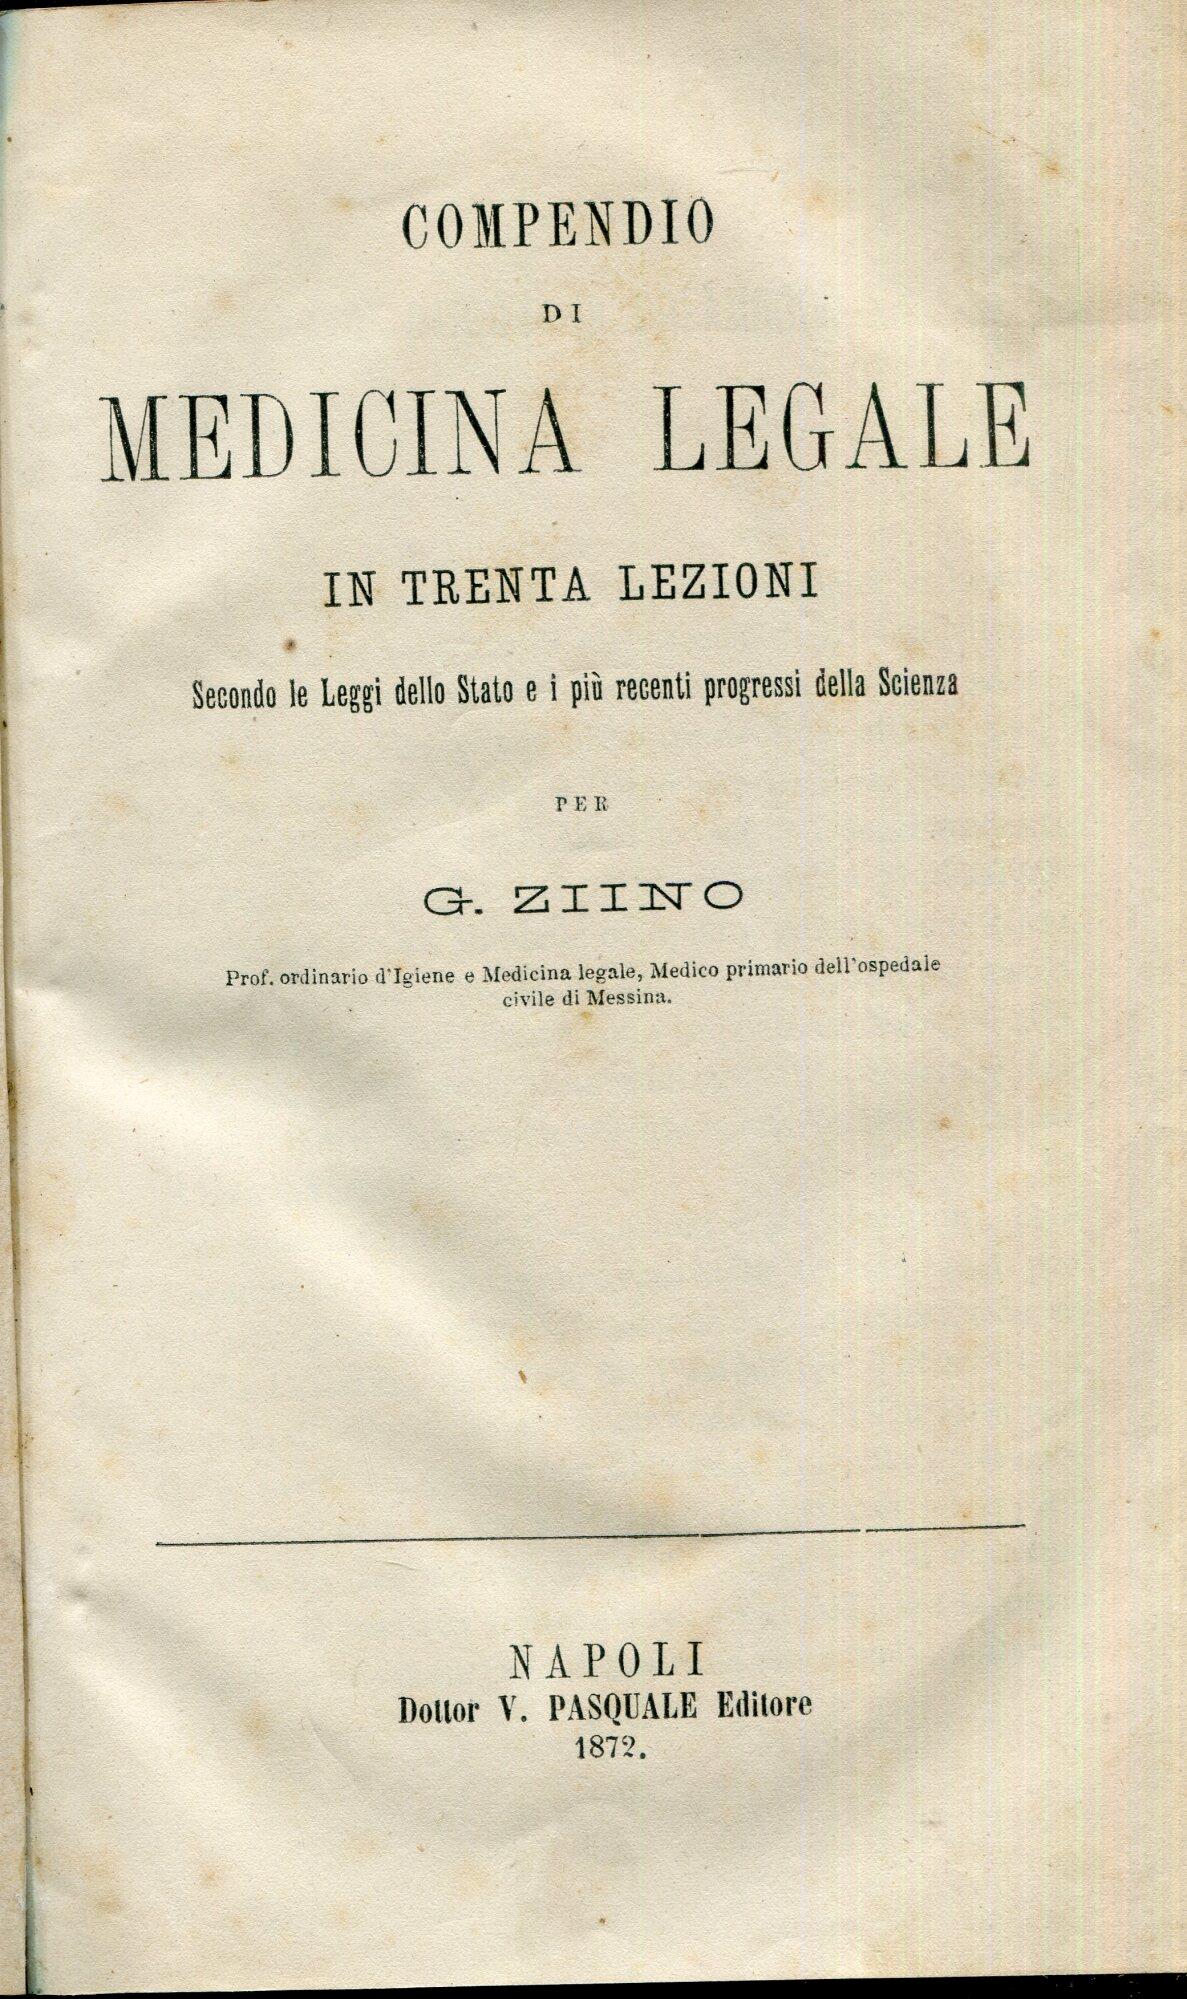 COMPENDIO
DI
MEDICINA LEGALE
IN TRENTA LEZIONI
Secondo le Leggi dello Stato e i più recenti progressi della Scienza
PER
G. ZIINO
Prof. ordinario d'Igiene e Medicina legale, Medico primario dell'ospedale
civile di Messina.
NAPOLI
Dottor V. PASQUALE Editore
1872.